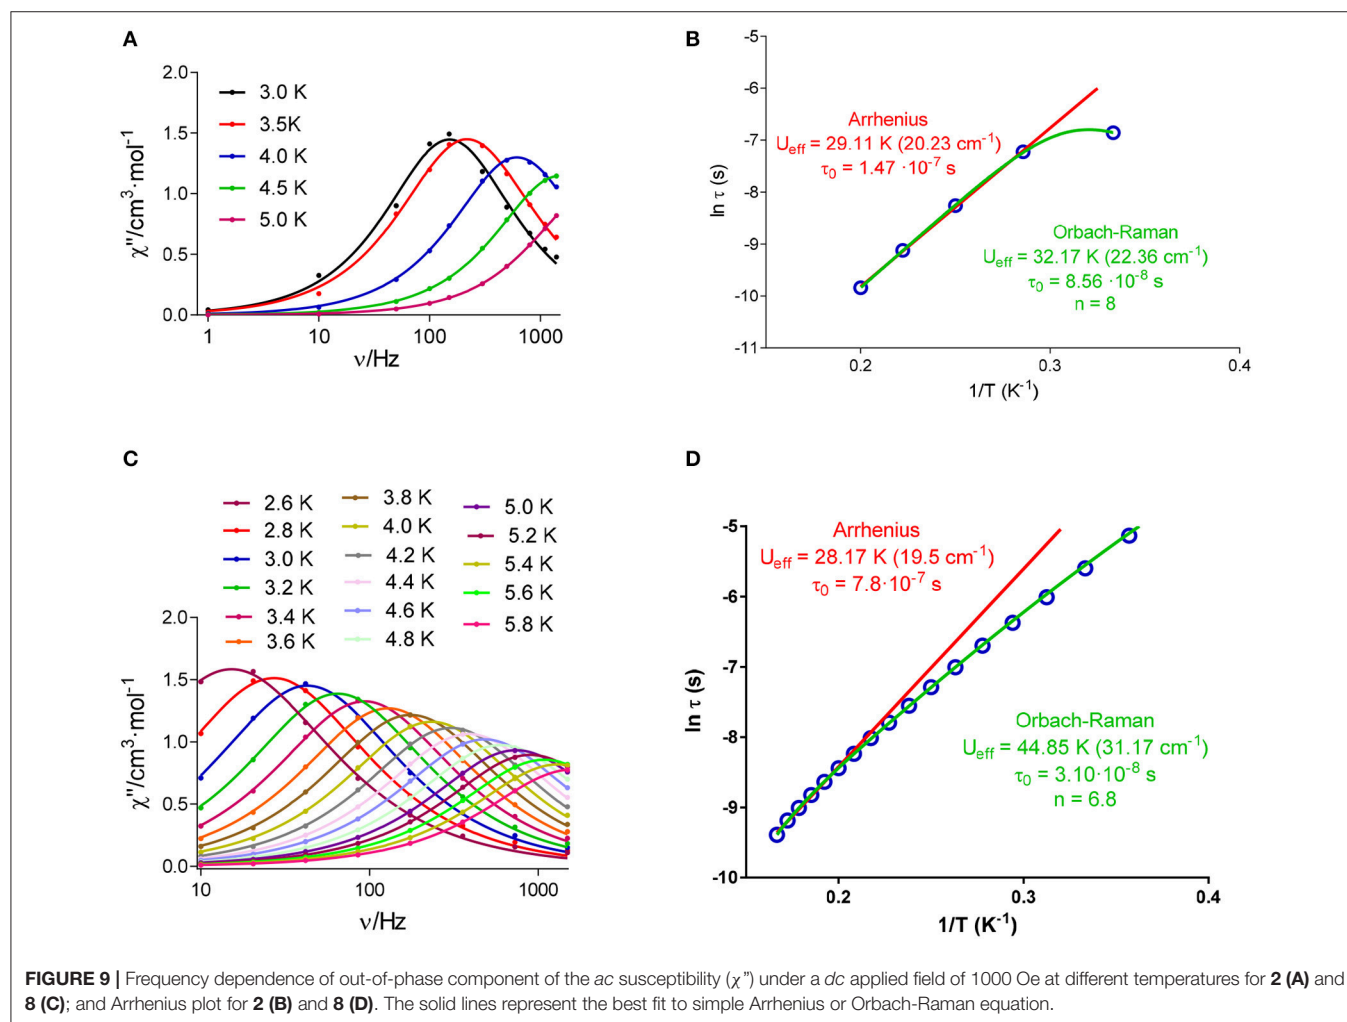 A
2.0
1.5
1.0
0.5
0.0
χ"/cm³·mol⁻¹
3.0 K
3.5K
4.0 K
4.5 K
5.0 K
1 10 100 1000
ν/Hz
B
-5
-6
-7
-8
-9
-10
-11
ln τ (s)
Arrhenius
Ueff = 29.11 K (20.23 cm⁻¹)
τ₀ = 1.47 ·10⁻⁷ s
Orbach-Raman
Ueff = 32.17 K (22.36 cm⁻¹)
τ₀ = 8.56 ·10⁻⁸ s
n = 8
0.2 0.3 0.4
1/T (K⁻¹)
C
2.6 K
2.8 K
3.0 K
3.2 K
3.4 K
3.6 K
3.8 K
4.0 K
4.2 K
4.4 K
4.6 K
4.8 K
5.0 K
5.2 K
5.4 K
5.6 K
5.8 K
2.0
1.5
1.0
0.5
0.0
χ"/cm³·mol⁻¹
10 100 1000
ν/Hz
D
-5
-6
-7
-8
-9
-10
ln τ (s)
Arrhenius
Ueff = 28.17 K (19.5 cm⁻¹)
τ₀ = 7.8·10⁻⁷ s
Orbach-Raman
Ueff = 44.85 K (31.17 cm⁻¹)
τ₀ = 3.10·10⁻⁸ s
n = 6.8
0.2 0.3 0.4
1/T (K⁻¹)
FIGURE 9 | Frequency dependence of out-of-phase component of the ac susceptibility (χ") under a dc applied field of 1000 Oe at different temperatures for 2 (A) and
8 (C); and Arrhenius plot for 2 (B) and 8 (D). The solid lines represent the best fit to simple Arrhenius or Orbach-Raman equation.